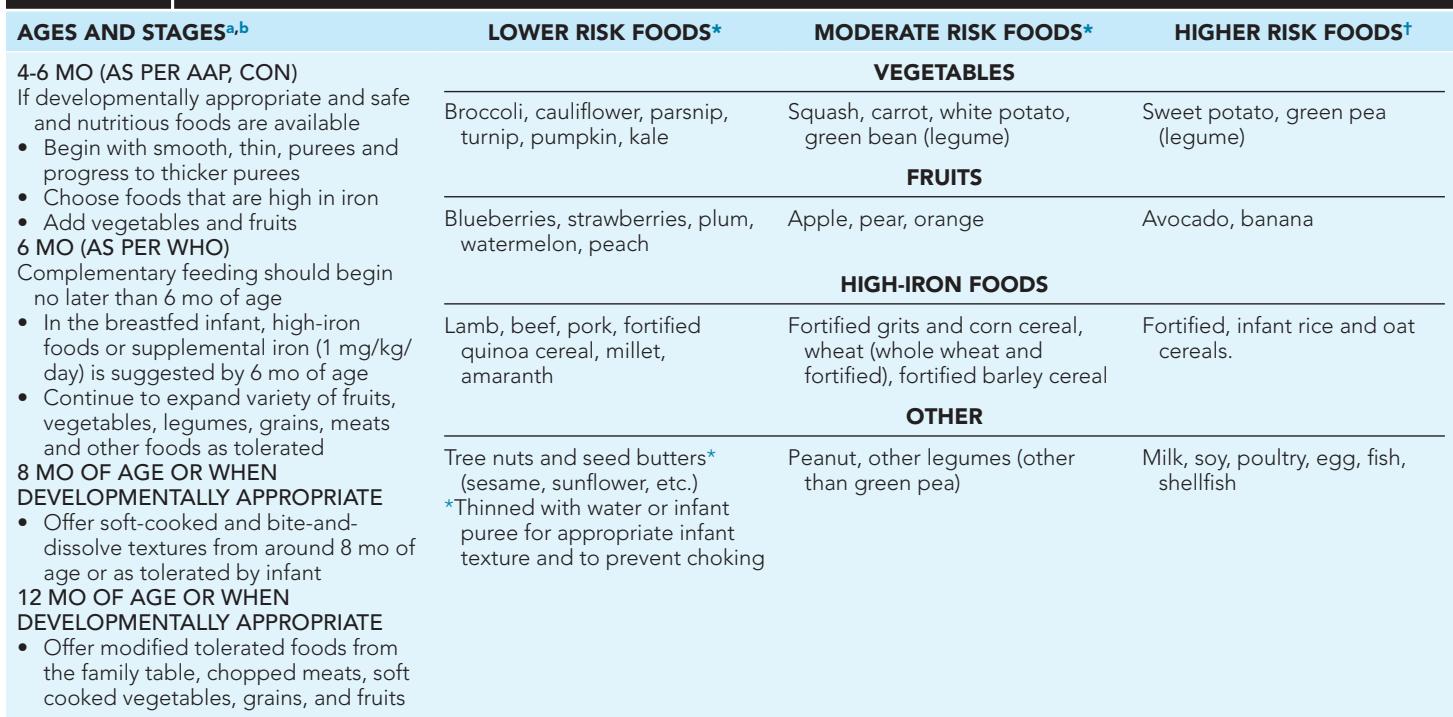 AGES AND STAGESa,b
LOWER RISK FOODS*
MODERATE RISK FOODS*
HIGHER RISK FOODS†
4-6 MO (AS PER AAP, CON)
If developmentally appropriate and safe
and nutritious foods are available
• Begin with smooth, thin, purees and
progress to thicker purees
• Choose foods that are high in iron
• Add vegetables and fruits
6 MO (AS PER WHO)
Complementary feeding should begin
no later than 6 mo of age
• In the breastfed infant, high-iron
foods or supplemental iron (1 mg/kg/
day) is suggested by 6 mo of age
• Continue to expand variety of fruits,
vegetables, legumes, grains, meats
and other foods as tolerated
8 MO OF AGE OR WHEN
DEVELOPMENTALLY APPROPRIATE
• Offer soft-cooked and bite-and-
dissolve textures from around 8 mo of
age or as tolerated by infant
12 MO OF AGE OR WHEN
DEVELOPMENTALLY APPROPRIATE
• Offer modified tolerated foods from
the family table, chopped meats, soft
cooked vegetables, grains, and fruits
VEGETABLES
Broccoli, cauliflower, parsnip,
turnip, pumpkin, kale
Squash, carrot, white potato,
green bean (legume)
Sweet potato, green pea
(legume)
FRUITS
Blueberries, strawberries, plum,
watermelon, peach
Apple, pear, orange
Avocado, banana
HIGH-IRON FOODS
Lamb, beef, pork, fortified
quinoa cereal, millet,
amaranth
Fortified grits and corn cereal,
wheat (whole wheat and
fortified), fortified barley cereal
Fortified, infant rice and oat
cereals.
OTHER
Tree nuts and seed butters*
(sesame, sunflower, etc.)
*Thinned with water or infant
puree for appropriate infant
texture and to prevent choking
Peanut, other legumes (other
than green pea)
Milk, soy, poultry, egg, fish,
shellfish